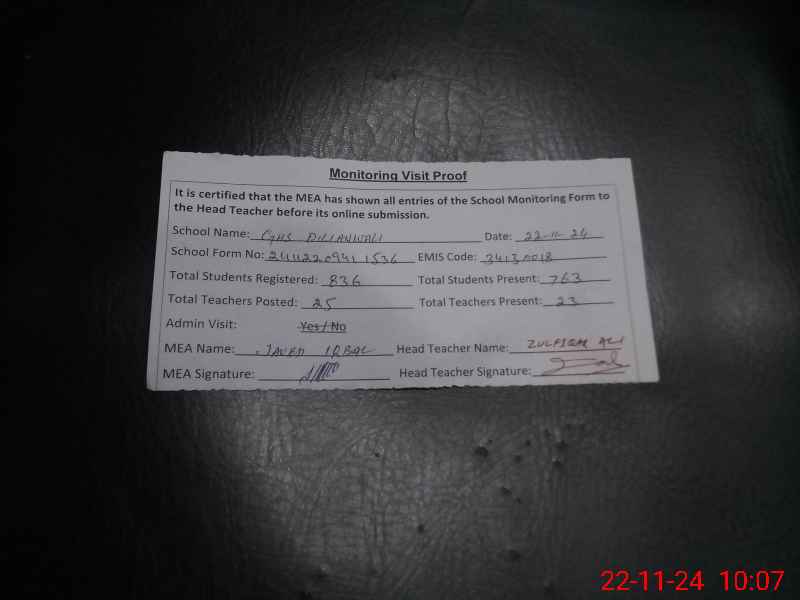 Monitoring Visit Proof
It is certified that the MEA has shown all entries of the School Monitoring Form to
the Head Teacher before its online submission.
School Name: GHS DILIANWALI Date: 22-11-24
School Form No: EMIS Code: 34130018
Total Students Registered: 836 Total Students Present: 763
Total Teachers Posted: 25 Total Teachers Present: 23
Admin Visit: Yes / No
MEA Name: JAVED IQBAL Head Teacher Name: ZULFIQAR ALI
MEA Signature: Head Teacher Signature:
22-11-24 10:07